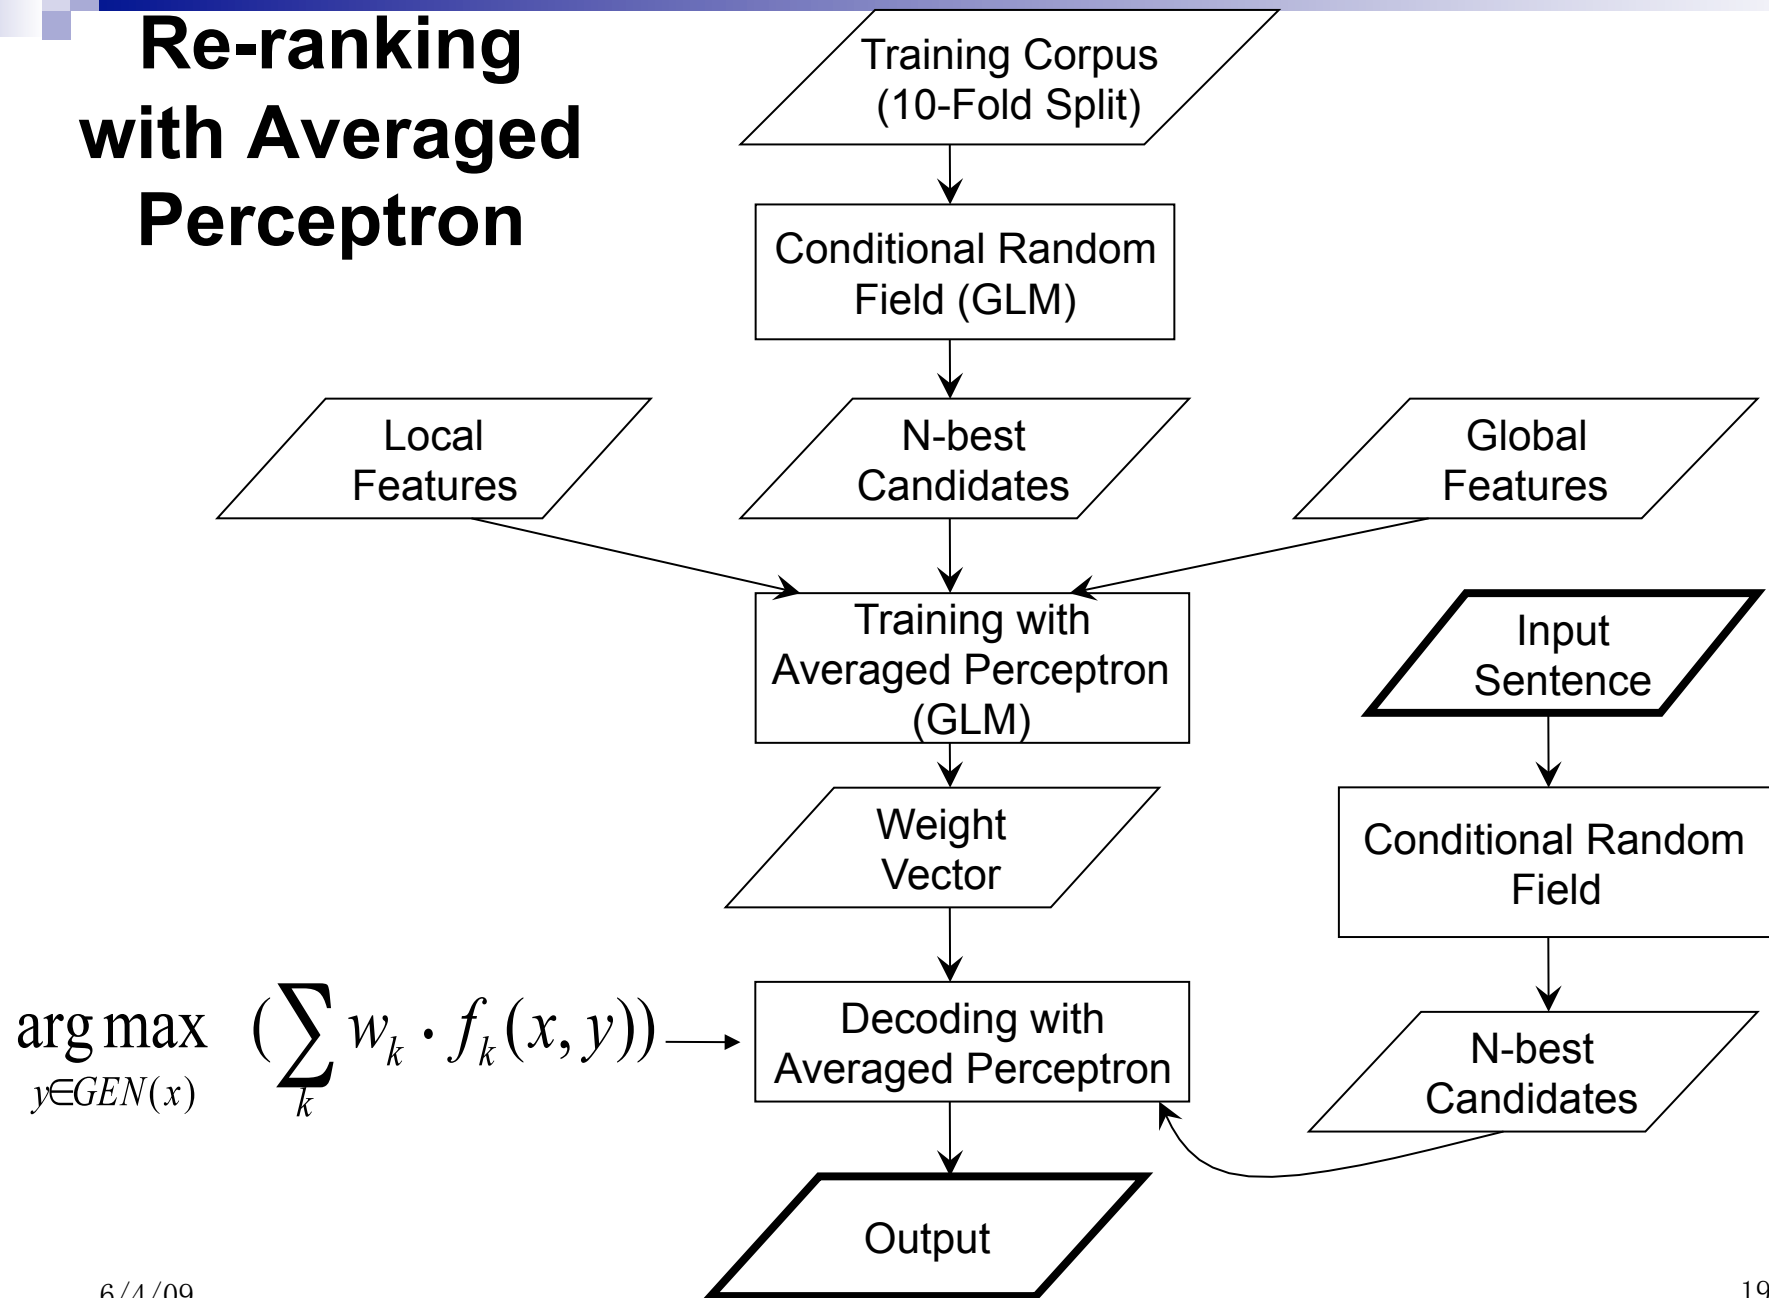 Re-ranking
with Averaged
Perceptron
Training Corpus
(10-Fold Split)
Conditional Random
Field (GLM)
Local
Features
N-best
Candidates
Global
Features
Training with
Averaged Perceptron
(GLM)
Input
Sentence
Weight
Vector
Conditional Random
Field
arg max (∑ w_k · f_k(x, y))
y∈GEN(x) k
Decoding with
Averaged Perceptron
N-best
Candidates
Output
6/4/09
19